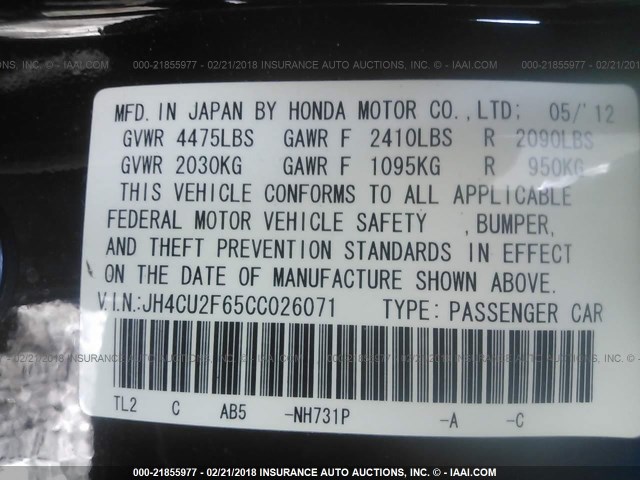 000-21855977 - 02/21/2018 INSURANCE AUTO AUCTIONS, INC. © - IAAI.COM
MFD. IN JAPAN BY HONDA MOTOR CO.,LTD: 05/'12
GVWR 4475LBS GAWR F 2410LBS R 2090LBS
GVWR 2030KG GAWR F 1095KG R 950KG
THIS VEHICLE CONFORMS TO ALL APPLICABLE
FEDERAL MOTOR VEHICLE SAFETY ,BUMPER,
AND THEFT PREVENTION STANDARDS IN EFFECT
ON THE DATE OF MANUFACTURE SHOWN ABOVE.
V.I.N.:JH4CU2F65CC026071 TYPE: PASSENGER CAR
TL2 C AB5 -NH731P -A -C
000-21855977 - 02/21/2018 INSURANCE AUTO AUCTIONS, INC. © - IAAI.COM